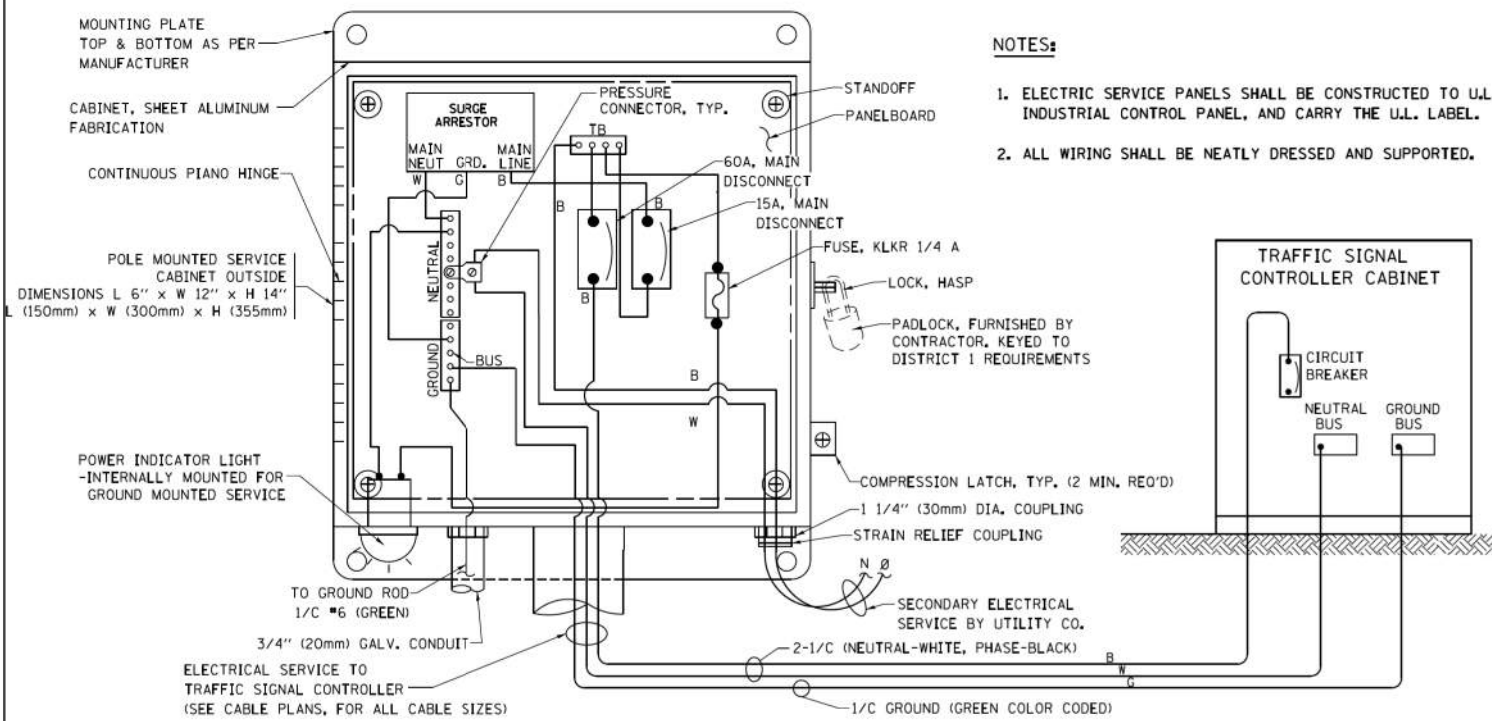 MOUNTING PLATE
TOP & BOTTOM AS PER
MANUFACTURER
CABINET, SHEET ALUMINUM
FABRICATION
CONTINUOUS PIANO HINGE
POLE MOUNTED SERVICE
CABINET OUTSIDE
DIMENSIONS L 6" x W 12" x H 14"
L (150mm) x W (300mm) x H (355mm)
POWER INDICATOR LIGHT
-INTERNALLY MOUNTED FOR
GROUND MOUNTED SERVICE
SURGE
ARRESTOR
MAIN
NEUT
GRD.
MAIN
LINE
W
G
B
PRESSURE
CONNECTOR, TYP.
TB
STANDOFF
PANELBOARD
60A, MAIN
DISCONNECT
15A, MAIN
DISCONNECT
B
B
B
FUSE, KLKR 1/4 A
NEUTRAL
GROUND
BUS
LOCK, HASP
PADLOCK, FURNISHED BY
CONTRACTOR. KEYED TO
DISTRICT 1 REQUIREMENTS
B
W
COMPRESSION LATCH, TYP. (2 MIN. REQ'D)
1 1/4" (30mm) DIA. COUPLING
STRAIN RELIEF COUPLING
N Ø
SECONDARY ELECTRICAL
SERVICE BY UTILITY CO.
TO GROUND ROD
1/C #6 (GREEN)
3/4" (20mm) GALV. CONDUIT
ELECTRICAL SERVICE TO
TRAFFIC SIGNAL CONTROLLER
(SEE CABLE PLANS, FOR ALL CABLE SIZES)
2-1/C (NEUTRAL-WHITE, PHASE-BLACK)
B
W
G
1/C GROUND (GREEN COLOR CODED)
NOTES:
1. ELECTRIC SERVICE PANELS SHALL BE CONSTRUCTED TO U.L
INDUSTRIAL CONTROL PANEL, AND CARRY THE U.L. LABEL.
2. ALL WIRING SHALL BE NEATLY DRESSED AND SUPPORTED.
TRAFFIC SIGNAL
CONTROLLER CABINET
CIRCUIT
BREAKER
NEUTRAL
BUS
GROUND
BUS